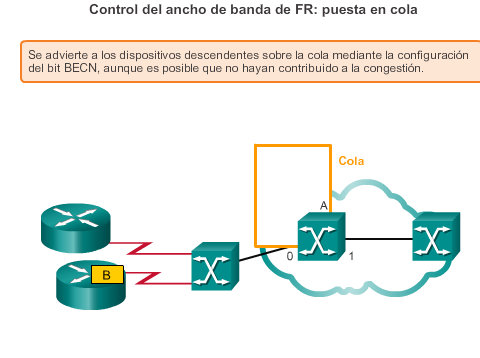 Control del ancho de banda de FR: puesta en cola
Se advierte a los dispositivos descendentes sobre la cola mediante la configuración
del bit BECN, aunque es posible que no hayan contribuido a la congestión.
Cola
A
0
1
B